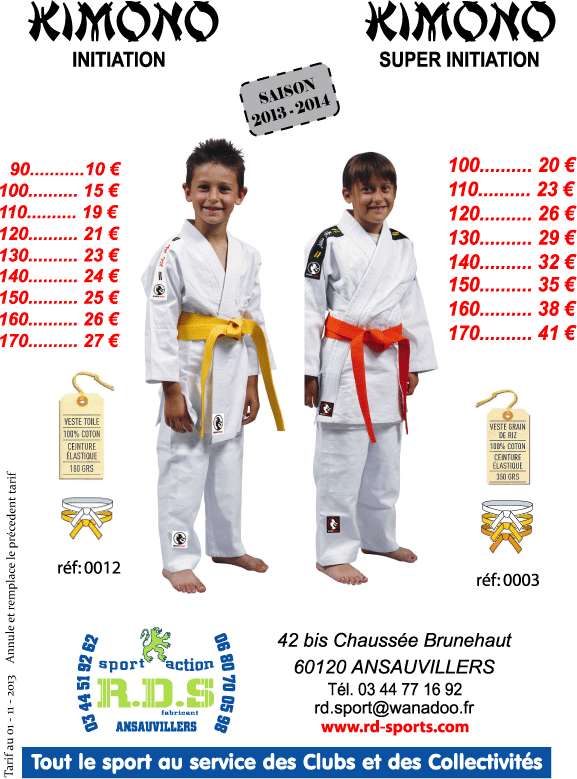 KIMONO
INITIATION
KIMONO
SUPER INITIATION
SAISON
2013-2014
90...........10 €
100.......... 15 €
110.......... 19 €
120.......... 21 €
130.......... 23 €
140.......... 24 €
150.......... 25 €
160.......... 26 €
170.......... 27 €
100.......... 20 €
110.......... 23 €
120.......... 26 €
130.......... 29 €
140.......... 32 €
150.......... 35 €
160.......... 38 €
170.......... 41 €
VESTE TOILE
100% COTON
CEINTURE
ÉLASTIQUE
180 GRS
réf:0012
VESTE GRAIN
DE RIZ
100% COTON
CEINTURE
ÉLASTIQUE
350 GRS
réf:0003
Tarif au 01 - 11 - 2013 Annule et remplace le précedent tarif
03 44 51 92 62
sport action
R.D.S
fabricant
ANSAUVILLERS
06 80 70 05 98
42 bis Chaussée Brunehaut
60120 ANSAUVILLERS
Tél. 03 44 77 16 92
rd.sport@wanadoo.fr
www.rd-sports.com
Tout le sport au service des Clubs et des Collectivités